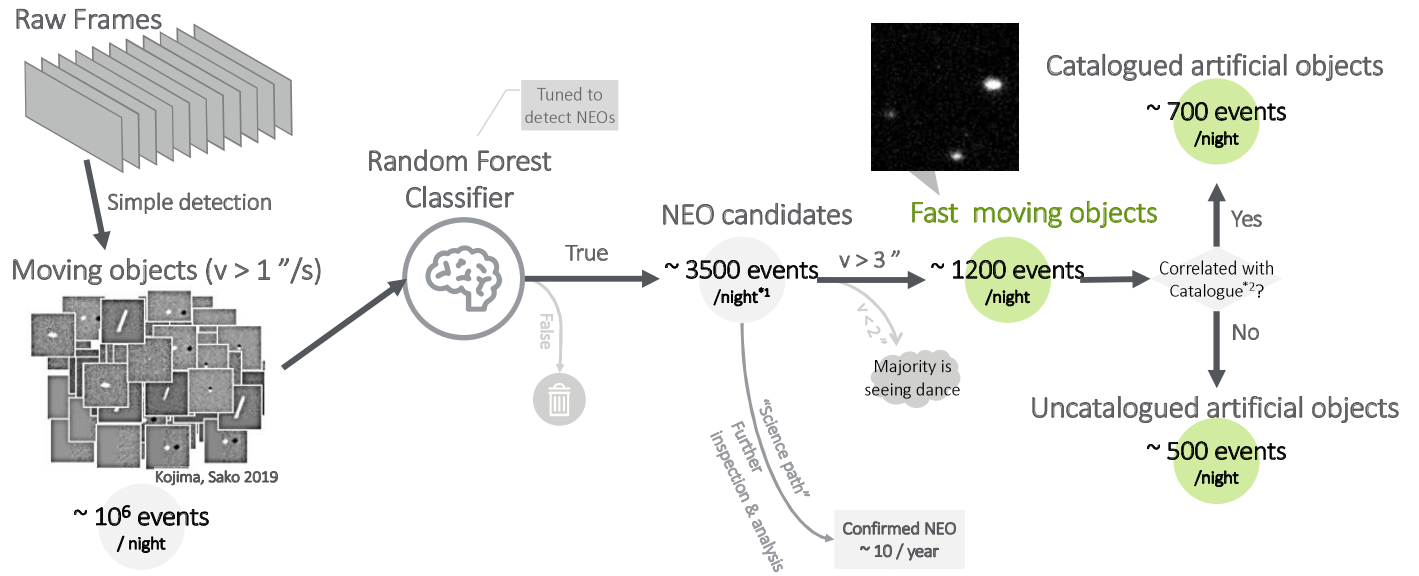 Raw Frames
Simple detection
Moving objects (v > 1 ”/s)
Kojima, Sako 2019
~ 10⁶ events
/ night
Tuned to
detect NEOs
Random Forest
Classifier
True
False
NEO candidates
~ 3500 events
/night*1
v > 3 ”
v < 2 ”
Majority is
seeing dance
“Science path”
Further
inspection & analysis
Confirmed NEO
~ 10 / year
Fast moving objects
~ 1200 events
/night
Correlated with
Catalogue*2?
Yes
No
Catalogued artificial objects
~ 700 events
/night
Uncatalogued artificial objects
~ 500 events
/night